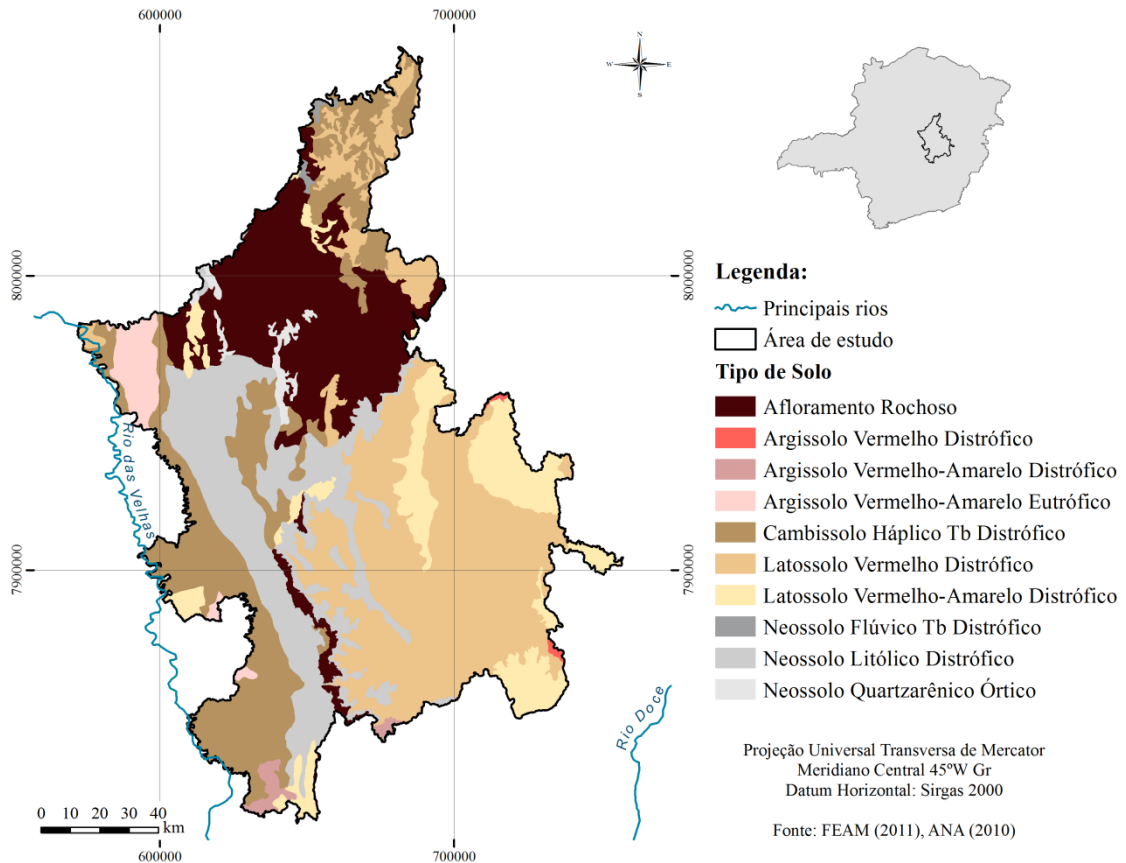 600000
700000
N
W
E
S
8000000
8000000
Rio das Velhas
7900000
7900000
Rio Doce
0 10 20 30 40
km
600000
700000
Legenda:
Principais rios
Área de estudo
Tipo de Solo
Afloramento Rochoso
Argissolo Vermelho Distrófico
Argissolo Vermelho-Amarelo Distrófico
Argissolo Vermelho-Amarelo Eutrófico
Cambissolo Háplico Tb Distrófico
Latossolo Vermelho Distrófico
Latossolo Vermelho-Amarelo Distrófico
Neossolo Flúvico Tb Distrófico
Neossolo Litólico Distrófico
Neossolo Quartzarênico Órtico
Projeção Universal Transversa de Mercator
Meridiano Central 45ºW Gr
Datum Horizontal: Sirgas 2000
Fonte: FEAM (2011), ANA (2010)